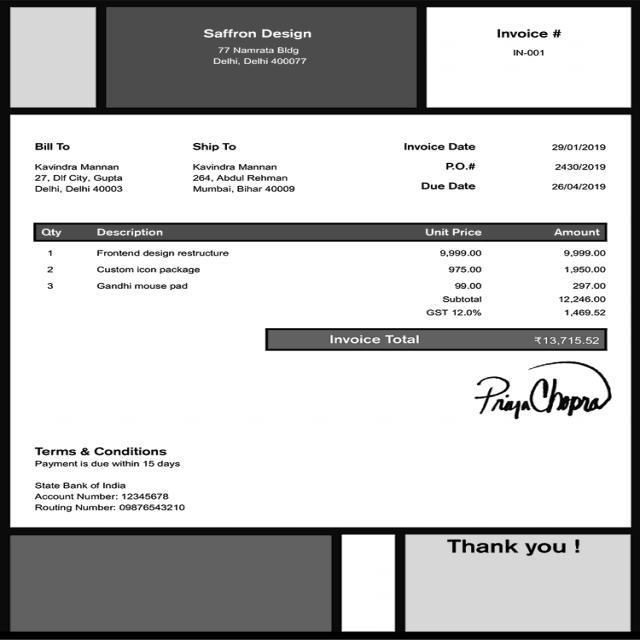 Saffron Design
77 Namrata Bldg
Delhi, Delhi 400077
Invoice #
IN-001
Bill To
Kavindra Mannan
27, Dlf City, Gupta
Delhi, Delhi 40003
Ship To
Kavindra Mannan
264, Abdul Rehman
Mumbai, Bihar 40009
Invoice Date 29/01/2019
P.O.# 2430/2019
Due Date 26/04/2019
Qty Description Unit Price Amount
1 Frontend design restructure 9,999.00 9,999.00
2 Custom icon package 975.00 1,950.00
3 Gandhi mouse pad 99.00 297.00
Subtotal 12,246.00
GST 12.0% 1,469.52
Invoice Total ₹13,715.52
Priya Chopra
Terms & Conditions
Payment is due within 15 days
State Bank of India
Account Number: 12345678
Routing Number: 09876543210
Thank you !